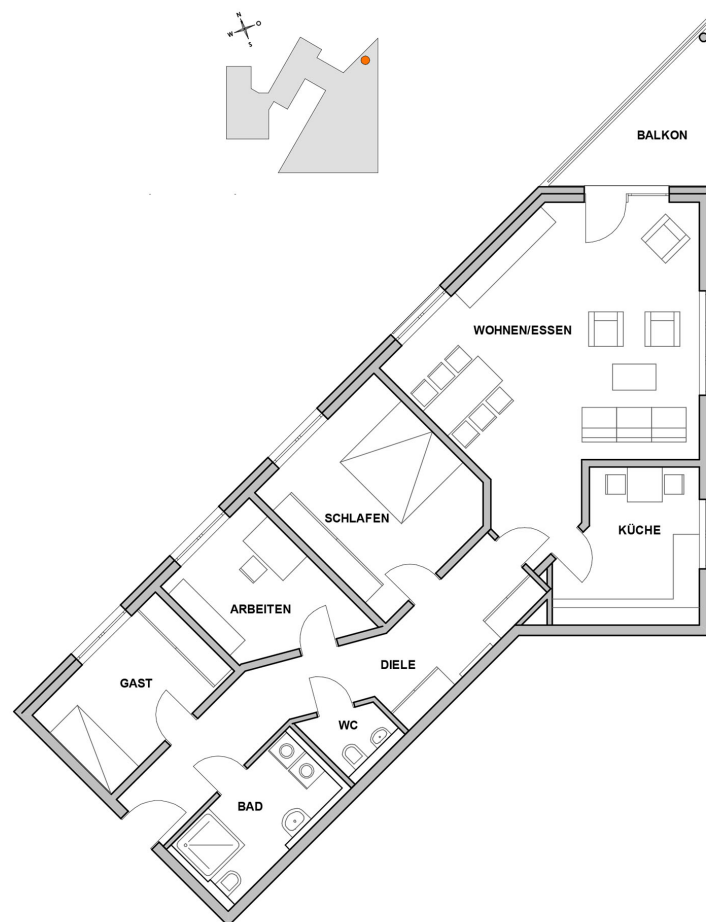 N
W O
S
BALKON
WOHNEN/ESSEN
SCHLAFEN
KÜCHE
ARBEITEN
DIELE
GAST
WC
BAD